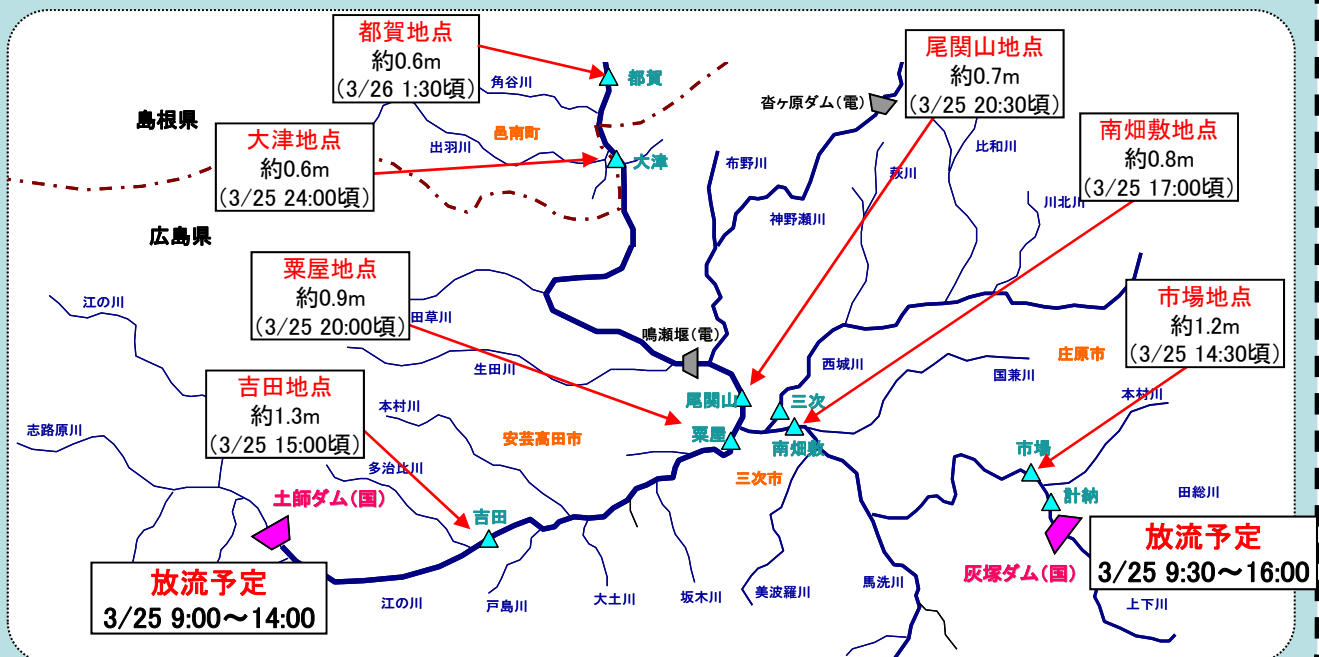 都賀地点
約0.6m
(3/26 1:30頃)
都賀
角谷川
尾関山地点
約0.7m
(3/25 20:30頃)
沓ヶ原ダム(電)
島根県
邑南町
大津地点
約0.6m
(3/25 24:00頃)
出羽川
大津
布野川
萩川
比和川
南畑敷地点
約0.8m
(3/25 17:00頃)
川北川
広島県
神野瀬川
粟屋地点
約0.9m
(3/25 20:00頃)
江の川
田草川
鳴瀬堰(電)
市場地点
約1.2m
(3/25 14:30頃)
生田川
西城川
庄原市
国兼川
吉田地点
約1.3m
(3/25 15:00頃)
本村川
尾関山
三次
本村川
志路原川
安芸高田市
粟屋
南畑敷
市場
多治比川
三次市
土師ダム(国)
吉田
計納
田総川
放流予定
3/25 9:00～14:00
江の川
戸島川
大土川
坂木川
美波羅川
馬洗川
灰塚ダム(国)
放流予定
3/25 9:30～16:00
上下川